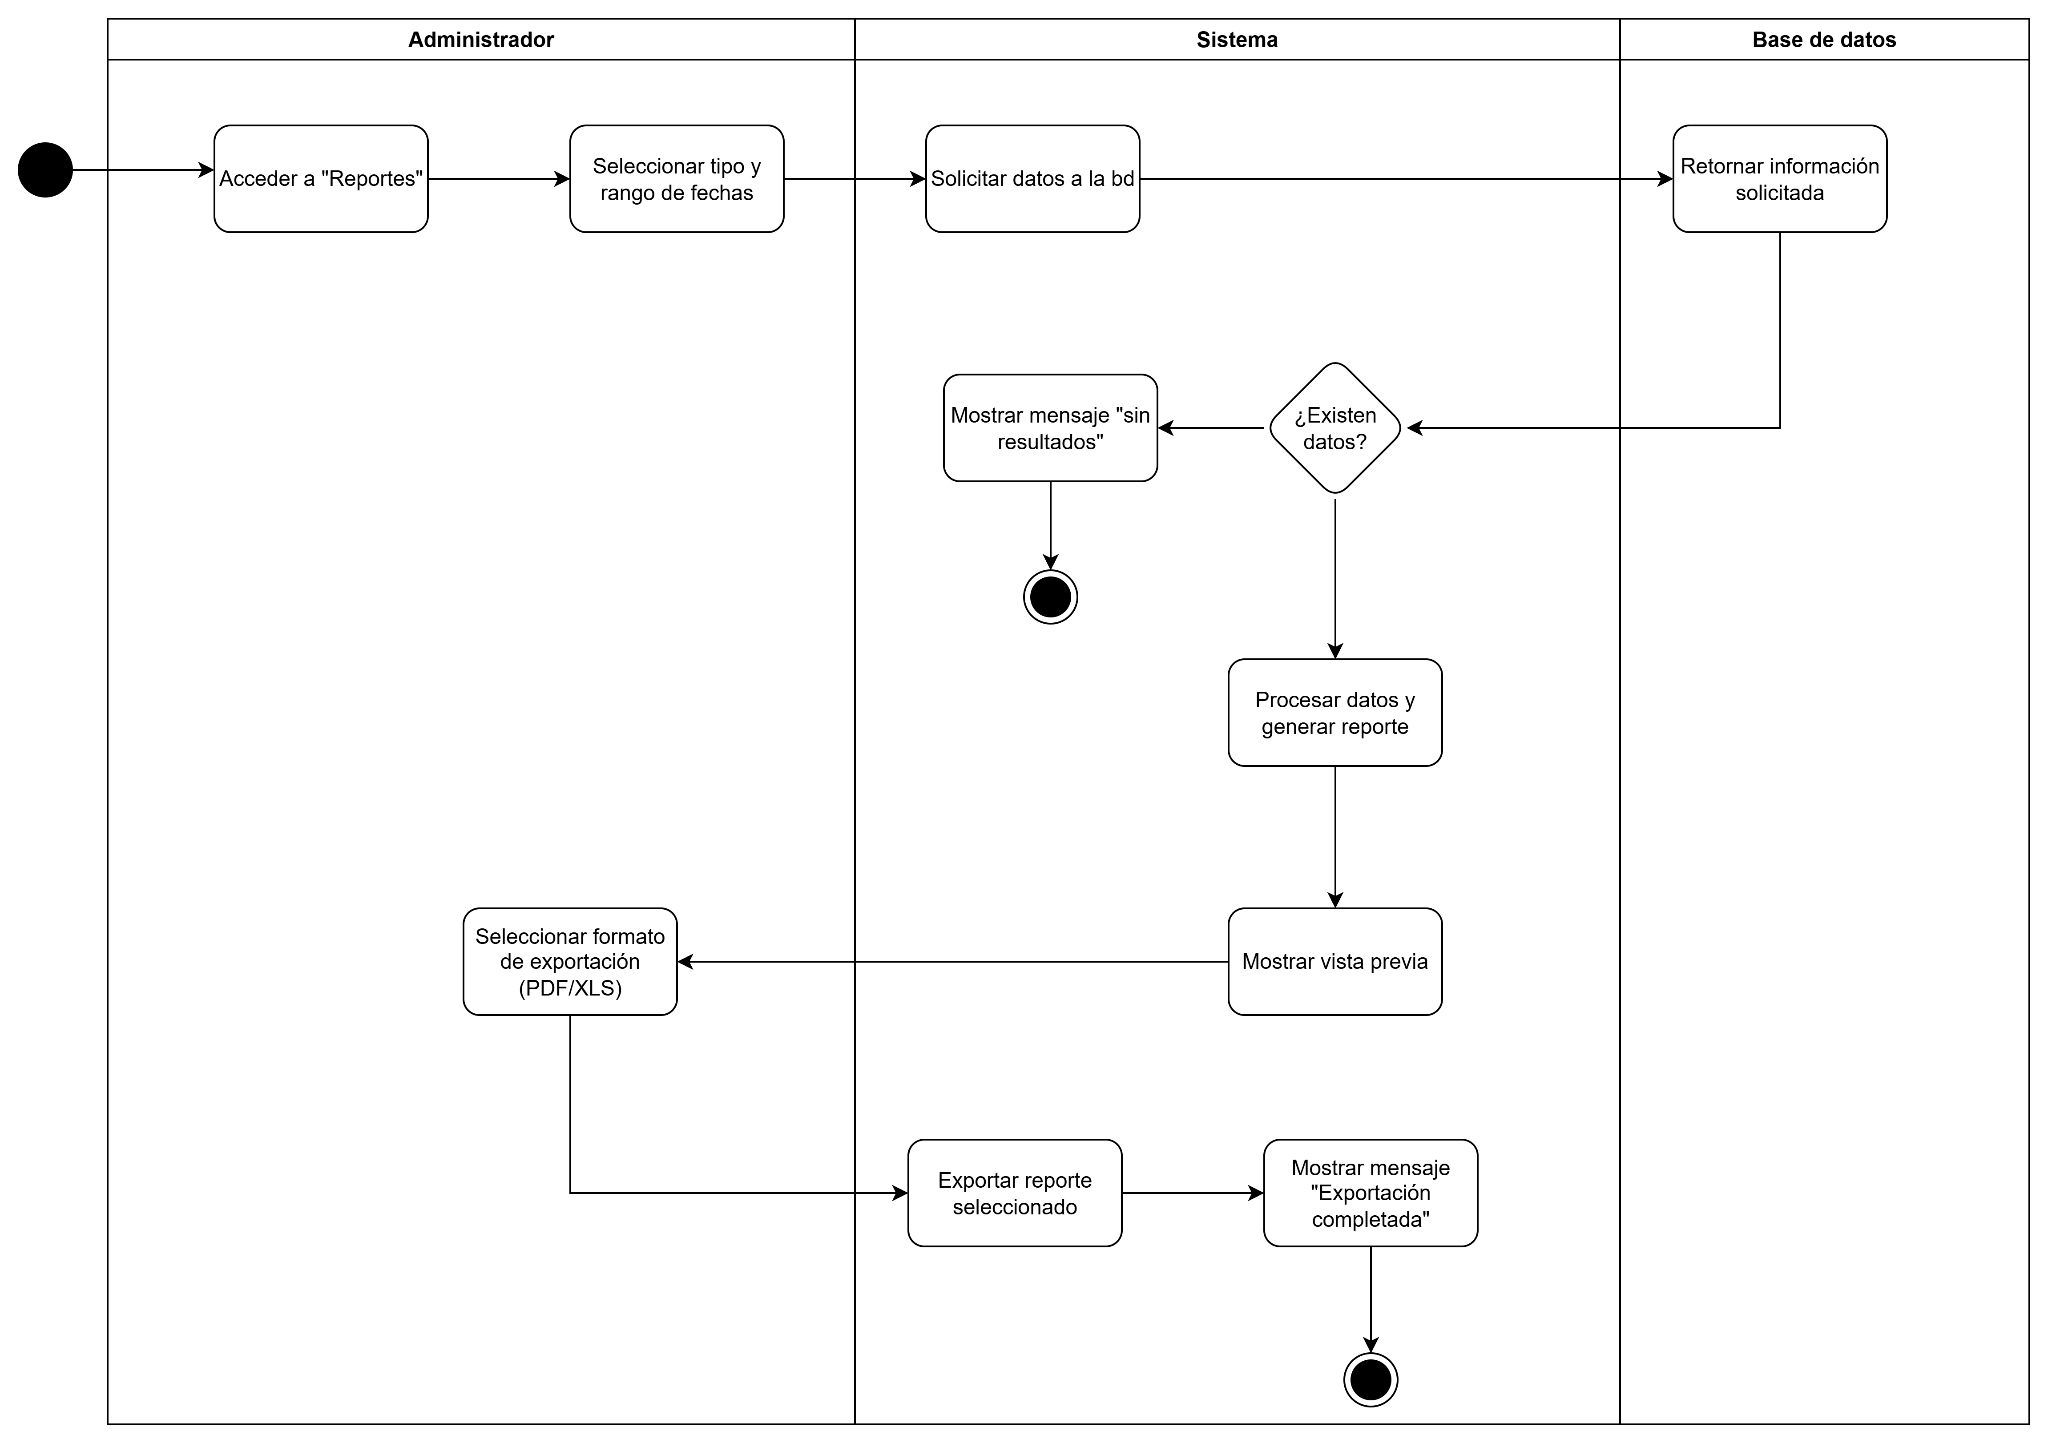 Administrador
Sistema
Base de datos
Acceder a "Reportes"
Seleccionar tipo y
rango de fechas
Solicitar datos a la bd
Retornar información
solicitada
Mostrar mensaje "sin
resultados"
¿Existen
datos?
Procesar datos y
generar reporte
Seleccionar formato
de exportación
(PDF/XLS)
Mostrar vista previa
Exportar reporte
seleccionado
Mostrar mensaje
"Exportación
completada"